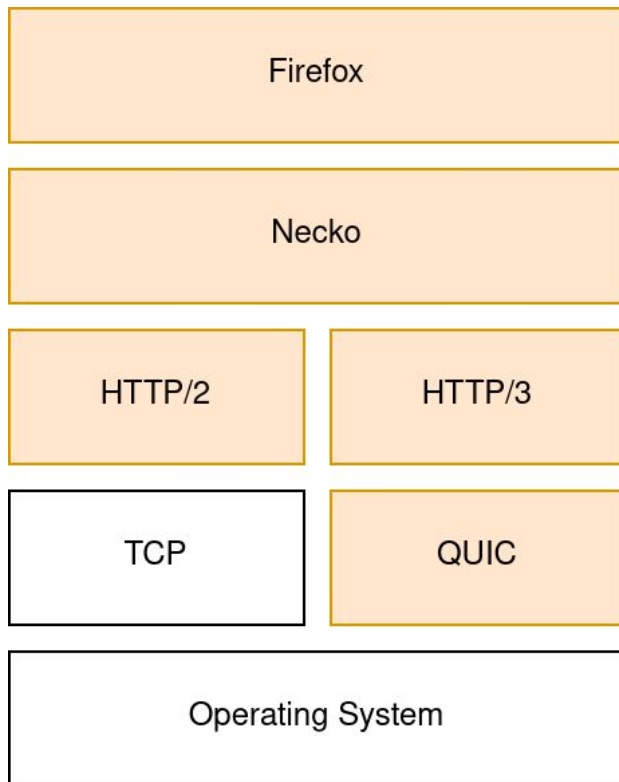 Firefox
Necko
HTTP/2
HTTP/3
TCP
QUIC
Operating System